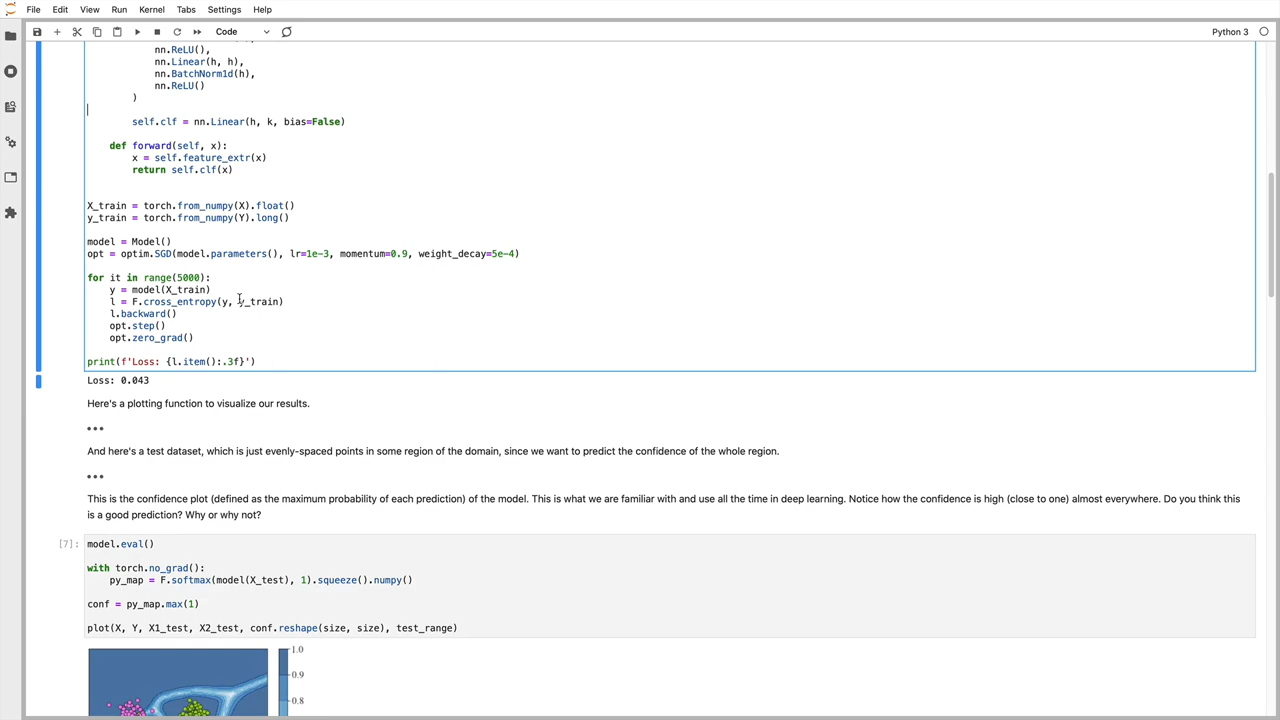 File Edit View Run Kernel Tabs Settings Help
Code
Python 3
nn.ReLU(),
nn.Linear(h, h),
nn.BatchNorm1d(h),
nn.ReLU()
)
self.clf = nn.Linear(h, k, bias=False)
def forward(self, x):
x = self.feature_extr(x)
return self.clf(x)
X_train = torch.from_numpy(X).float()
y_train = torch.from_numpy(Y).long()
model = Model()
opt = optim.SGD(model.parameters(), lr=1e-3, momentum=0.9, weight_decay=5e-4)
for it in range(5000):
y = model(X_train)
l = F.cross_entropy(y, y_train)
l.backward()
opt.step()
opt.zero_grad()
print(f'Loss: {l.item():.3f}')
Loss: 0.043
Here's a plotting function to visualize our results.
And here's a test dataset, which is just evenly-spaced points in some region of the domain, since we want to predict the confidence of the whole region.
This is the confidence plot (defined as the maximum probability of each prediction) of the model. This is what we are familiar with and use all the time in deep learning. Notice how the confidence is high (close to one) almost everywhere. Do you think this
is a good prediction? Why or why not?
[7]:
model.eval()
with torch.no_grad():
py_map = F.softmax(model(X_test), 1).squeeze().numpy()
conf = py_map.max(1)
plot(X, Y, X1_test, X2_test, conf.reshape(size, size), test_range)
1.0
0.9
0.8